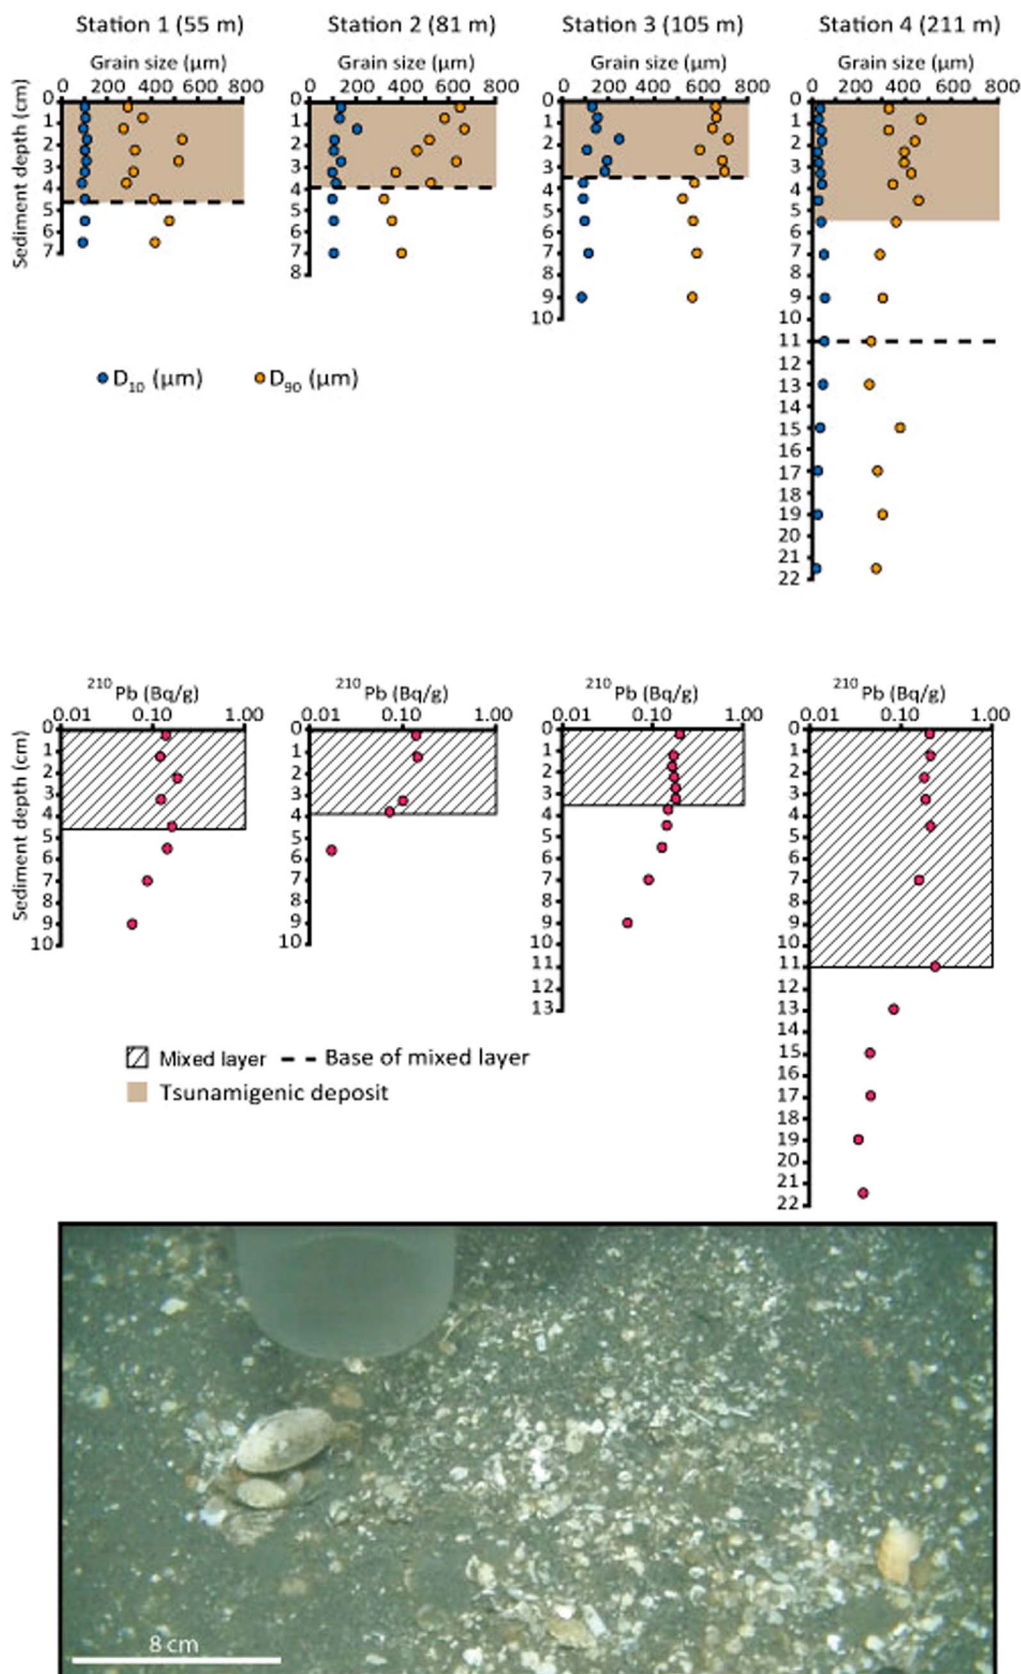 Station 1 (55 m) Station 2 (81 m) Station 3 (105 m) Station 4 (211 m)
Grain size (µm) Grain size (µm) Grain size (µm) Grain size (µm)
0 200 400 600 800 0 200 400 600 800 0 200 400 600 800 0 200 400 600 800
Sediment depth (cm)
0 0 0 0
1 1 1 1
2 2 2 2
3 3 3 3
4 4 4 4
5 5 5 5
6 6 6 6
7 7 7 7
8 8 8
9 9
10 10
11
12
13
14
15
16
17
18
19
20
21
22
D10 (µm) D90 (µm)
210Pb (Bq/g) 210Pb (Bq/g) 210Pb (Bq/g) 210Pb (Bq/g)
0.01 0.10 1.00 0.01 0.10 1.00 0.01 0.10 1.00 0.01 0.10 1.00
Sediment depth (cm)
0 0 0 0
1 1 1 1
2 2 2 2
3 3 3 3
4 4 4 4
5 5 5 5
6 6 6 6
7 7 7 7
8 8 8 8
9 9 9 9
10 10 10 10
11 11
12 12
13 13
14
15
16
17
18
19
20
21
22
Mixed layer Base of mixed layer
Tsunamigenic deposit
8 cm